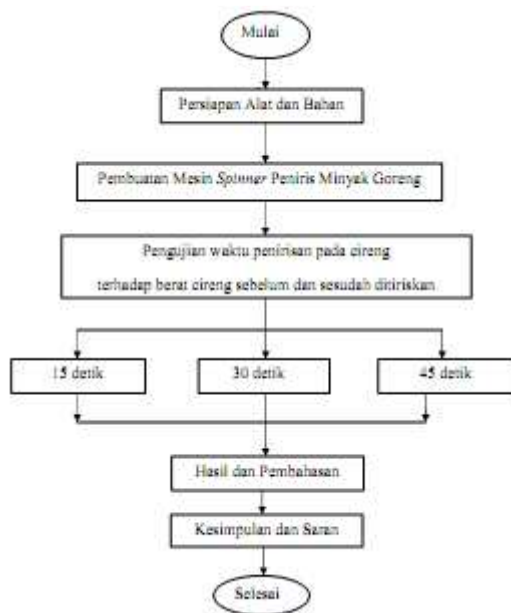 Mulai
Persiapan Alat dan Bahan
Pembuatan Mesin Spinner Peniris Minyak Goreng
Pengujian waktu penirisan pada cireng
terhadap berat cireng sebelum dan sesudah ditiriskan
15 detik
30 detik
45 detik
Hasil dan Pembahasan
Kesimpulan dan Saran
Selesai